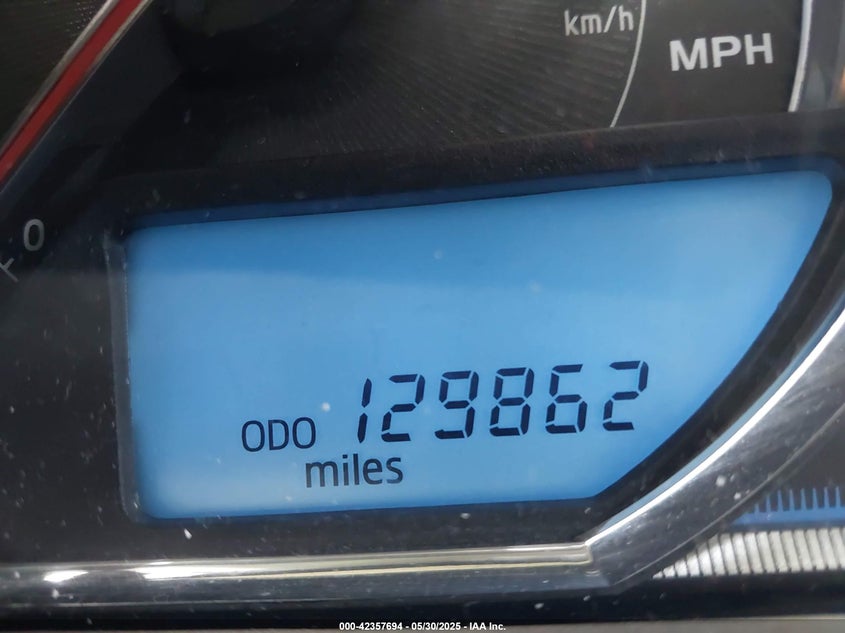 km/h
MPH
0
ODO 129862
miles
000-42357694 - 05/30/2025 - IAA Inc.